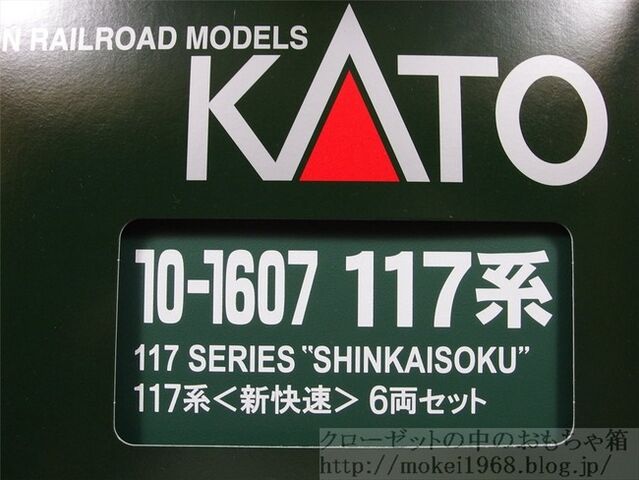 N RAILROAD MODELS
KATO
10-1607 117系
117 SERIES "SHINKAISOKU"
117系<新快速> 6両セット
クローゼットの中のおもちゃ箱
http://mokei1968.blog.jp/